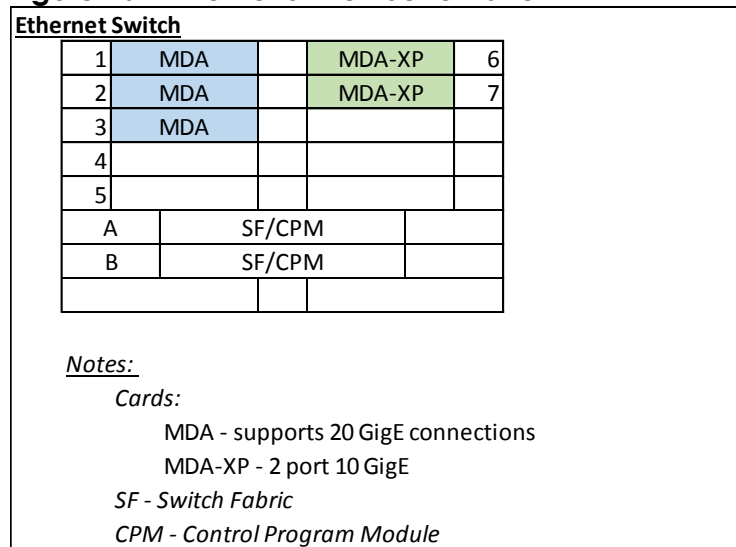 Ethernet Switch
1 MDA MDA-XP 6
2 MDA MDA-XP 7
3 MDA
4
5
A SF/CPM
B SF/CPM
Notes:
Cards:
MDA - supports 20 GigE connections
MDA-XP - 2 port 10 GigE
SF - Switch Fabric
CPM - Control Program Module